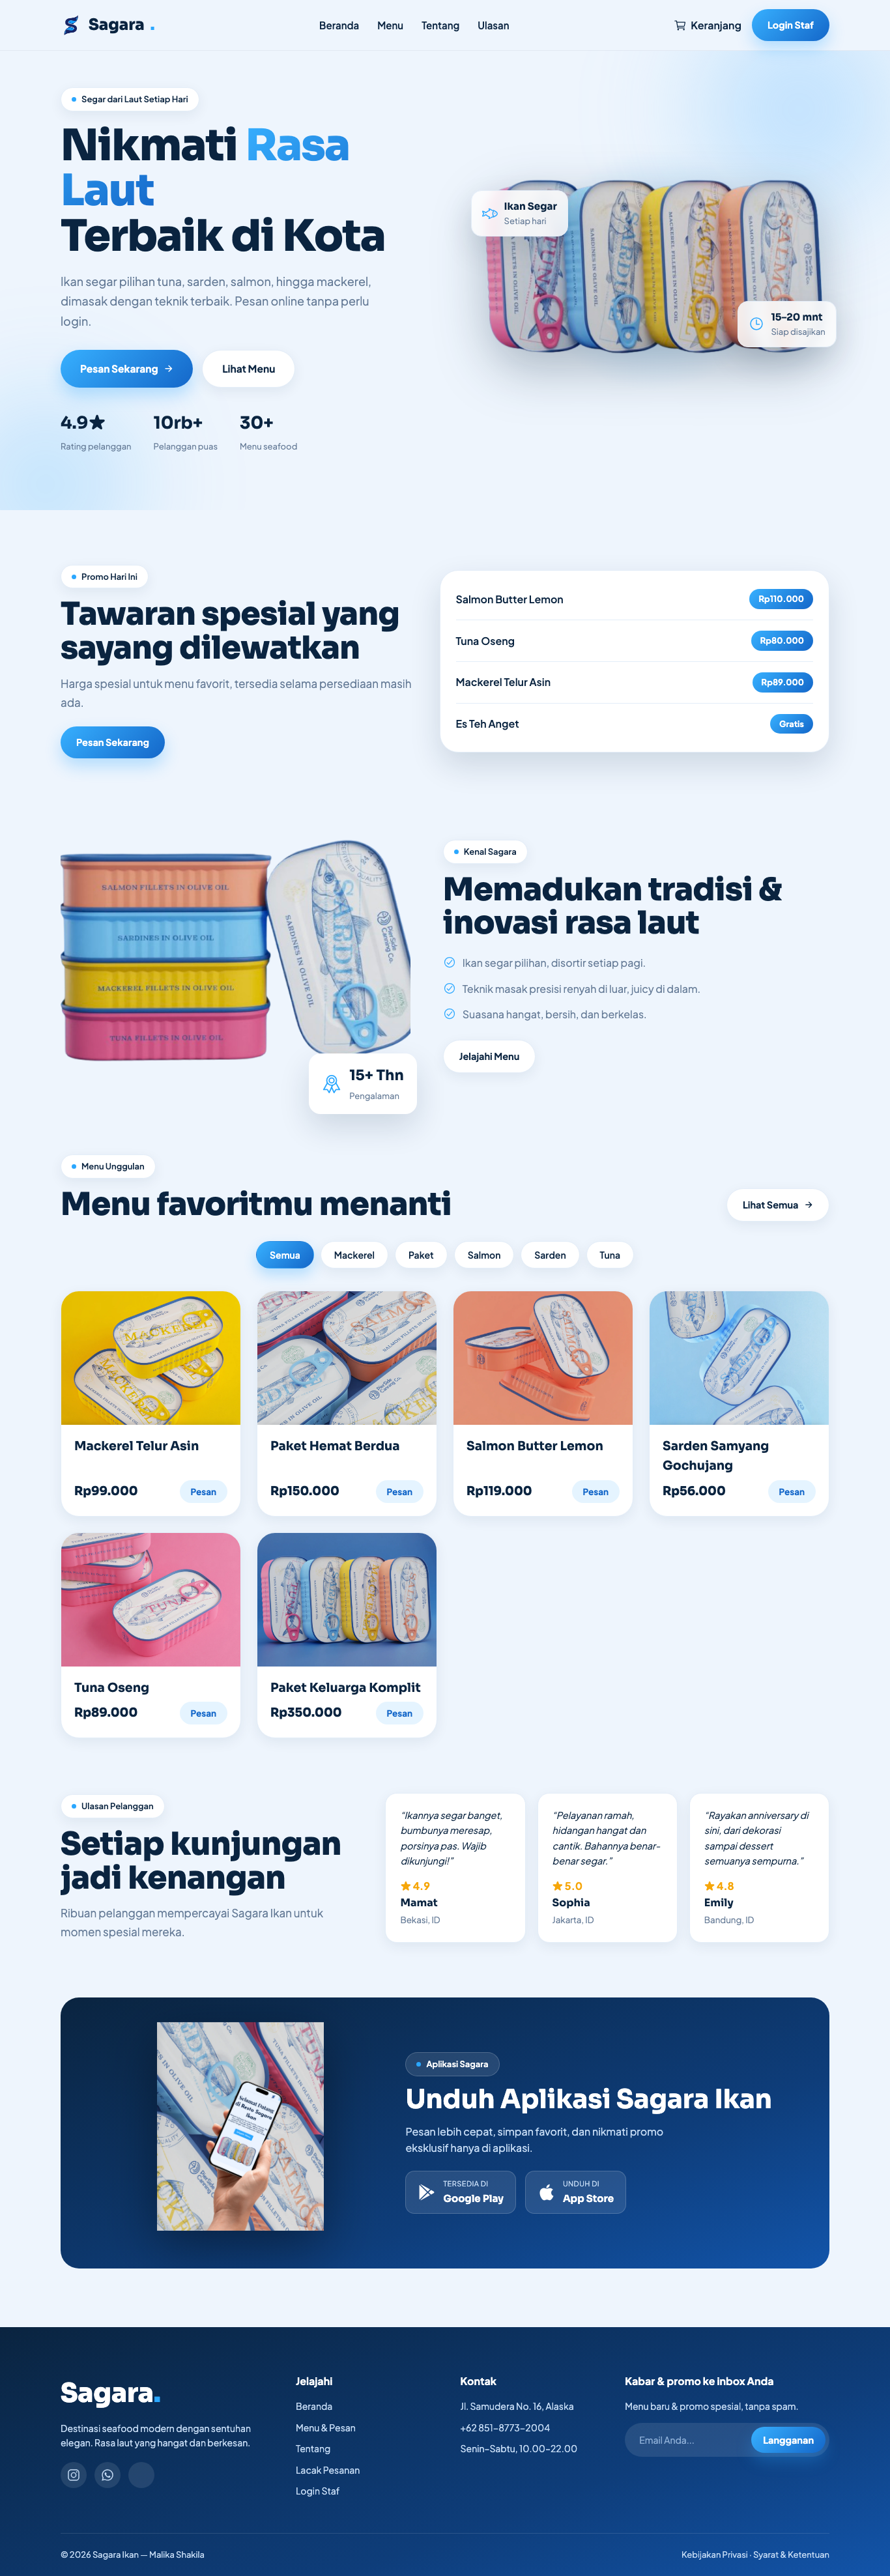 Sagara .
Beranda Menu Tentang Ulasan
Keranjang
Login Staf
Segar dari Laut Setiap Hari
Nikmati Rasa
Laut
Terbaik di Kota
Ikan segar pilihan tuna, sarden, salmon, hingga mackerel,
dimasak dengan teknik terbaik. Pesan online tanpa perlu
login.
Pesan Sekarang →
Lihat Menu
4.9★
Rating pelanggan
10rb+
Pelanggan puas
30+
Menu seafood
Ikan Segar
Setiap hari
15–20 mnt
Siap disajikan
Promo Hari Ini
Tawaran spesial yang
sayang dilewatkan
Harga spesial untuk menu favorit, tersedia selama persediaan masih
ada.
Pesan Sekarang
Salmon Butter Lemon Rp110.000
Tuna Oseng Rp80.000
Mackerel Telur Asin Rp89.000
Es Teh Anget Gratis
SALMON FILLETS IN OLIVE OIL
SARDINES IN OLIVE OIL
MACKEREL FILLETS IN OLIVE OIL
TUNA FILLETS IN OLIVE OIL
15+ Thn
Pengalaman
Kenal Sagara
Memadukan tradisi &
inovasi rasa laut
Ikan segar pilihan, disortir setiap pagi.
Teknik masak presisi renyah di luar, juicy di dalam.
Suasana hangat, bersih, dan berkelas.
Jelajahi Menu
Menu Unggulan
Menu favoritmu menanti
Lihat Semua →
Semua Mackerel Paket Salmon Sarden Tuna
Mackerel Telur Asin
Rp99.000 Pesan
Paket Hemat Berdua
Rp150.000 Pesan
Salmon Butter Lemon
Rp119.000 Pesan
Sarden Samyang
Gochujang
Rp56.000 Pesan
Tuna Oseng
Rp89.000 Pesan
Paket Keluarga Komplit
Rp350.000 Pesan
Ulasan Pelanggan
Setiap kunjungan
jadi kenangan
Ribuan pelanggan mempercayai Sagara Ikan untuk
momen spesial mereka.
"Ikannya segar banget,
bumbunya meresap,
porsinya pas. Wajib
dikunjungi!"
★ 4.9
Mamat
Bekasi, ID
"Pelayanan ramah,
hidangan hangat dan
cantik. Bahannya benar-
benar segar."
★ 5.0
Sophia
Jakarta, ID
"Rayakan anniversary di
sini, dari dekorasi
sampai dessert
semuanya sempurna."
★ 4.8
Emily
Bandung, ID
Aplikasi Sagara
Unduh Aplikasi Sagara Ikan
Pesan lebih cepat, simpan favorit, dan nikmati promo
eksklusif hanya di aplikasi.
TERSEDIA DI
Google Play
UNDUH DI
App Store
Sagara.
Destinasi seafood modern dengan sentuhan
elegan. Rasa laut yang hangat dan berkesan.
Jelajahi
Beranda
Menu & Pesan
Tentang
Lacak Pesanan
Login Staf
Kontak
Jl. Samudera No. 16, Alaska
+62 851-8773-2004
Senin–Sabtu, 10.00–22.00
Kabar & promo ke inbox Anda
Menu baru & promo spesial, tanpa spam.
Email Anda...
Langganan
© 2026 Sagara Ikan — Malika Shakila
Kebijakan Privasi · Syarat & Ketentuan